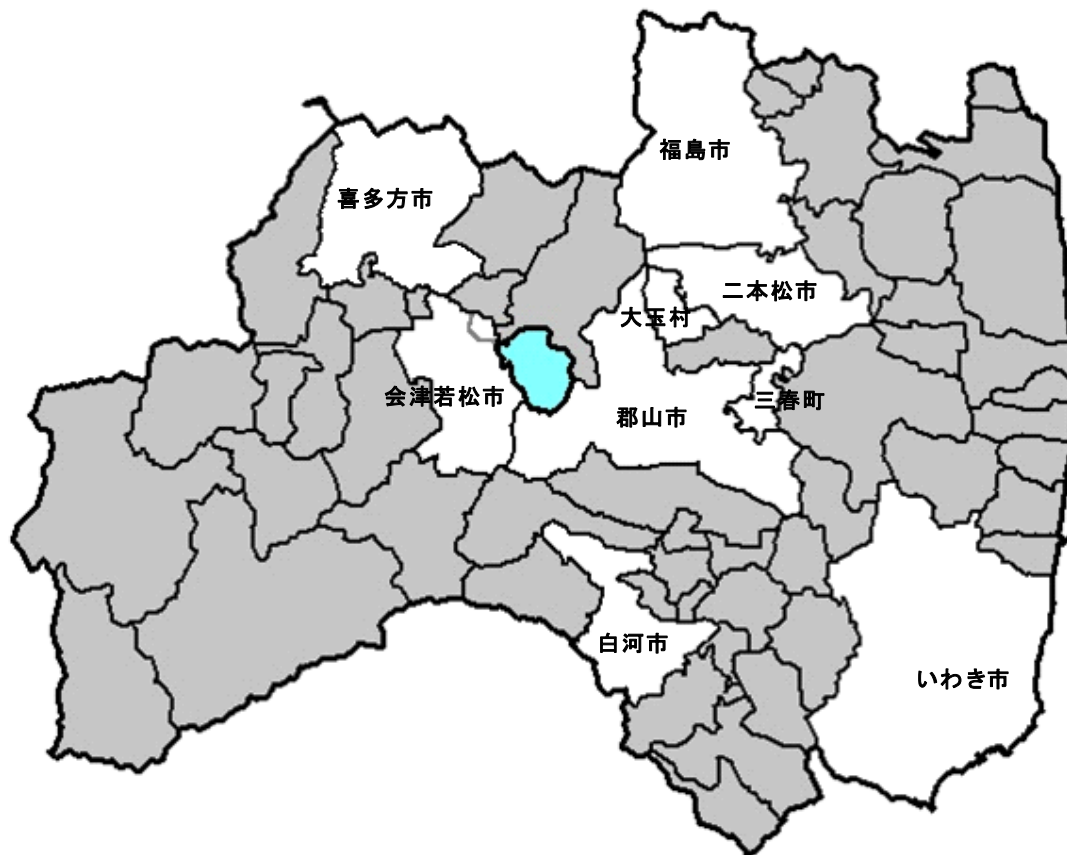 福島市
喜多方市
二本松市
大玉村
会津若松市
三春町
郡山市
白河市
いわき市